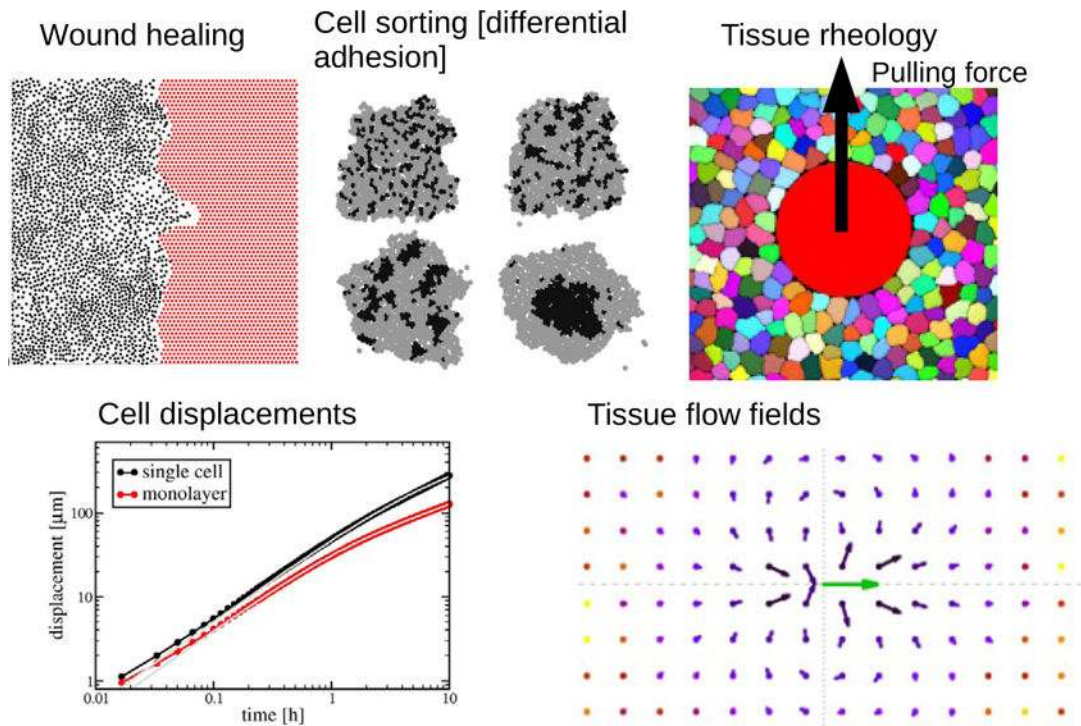 Wound healing
Cell sorting [differential
adhesion]
Tissue rheology
Pulling force
Cell displacements
single cell
monolayer
displacement [μm]
100
10
1
0.01
0.1
1
10
time [h]
Tissue flow fields